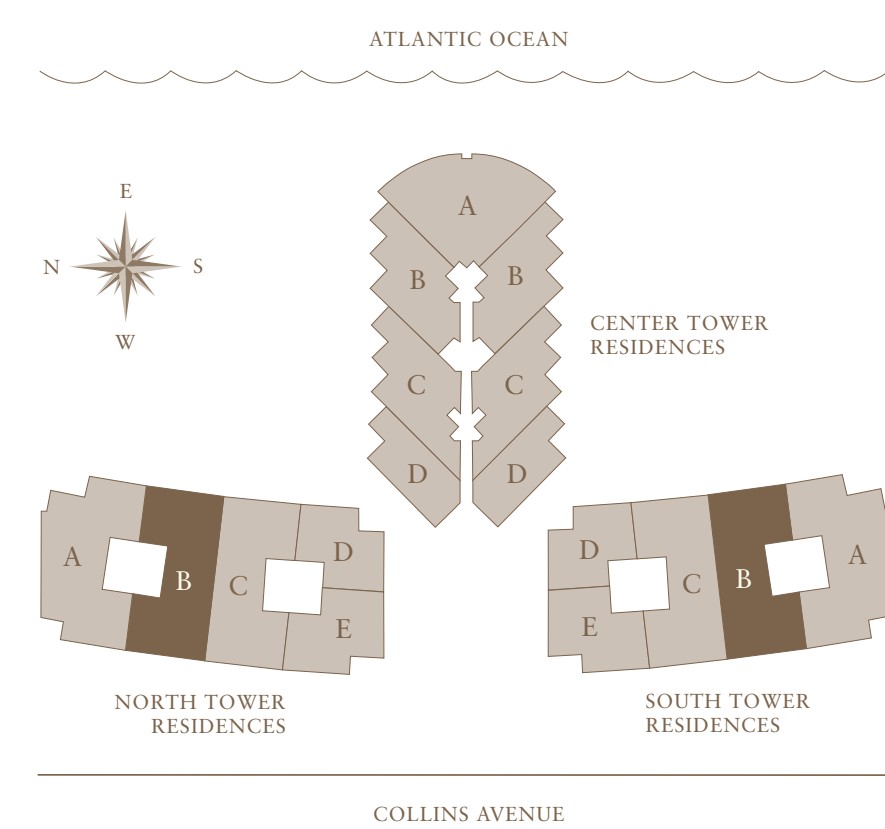 ATLANTIC OCEAN
E
N
S
W
A
B
B
CENTER TOWER
RESIDENCES
C
C
D
D
A
B
C
D
E
NORTH TOWER
RESIDENCES
D
E
C
B
A
SOUTH TOWER
RESIDENCES
COLLINS AVENUE